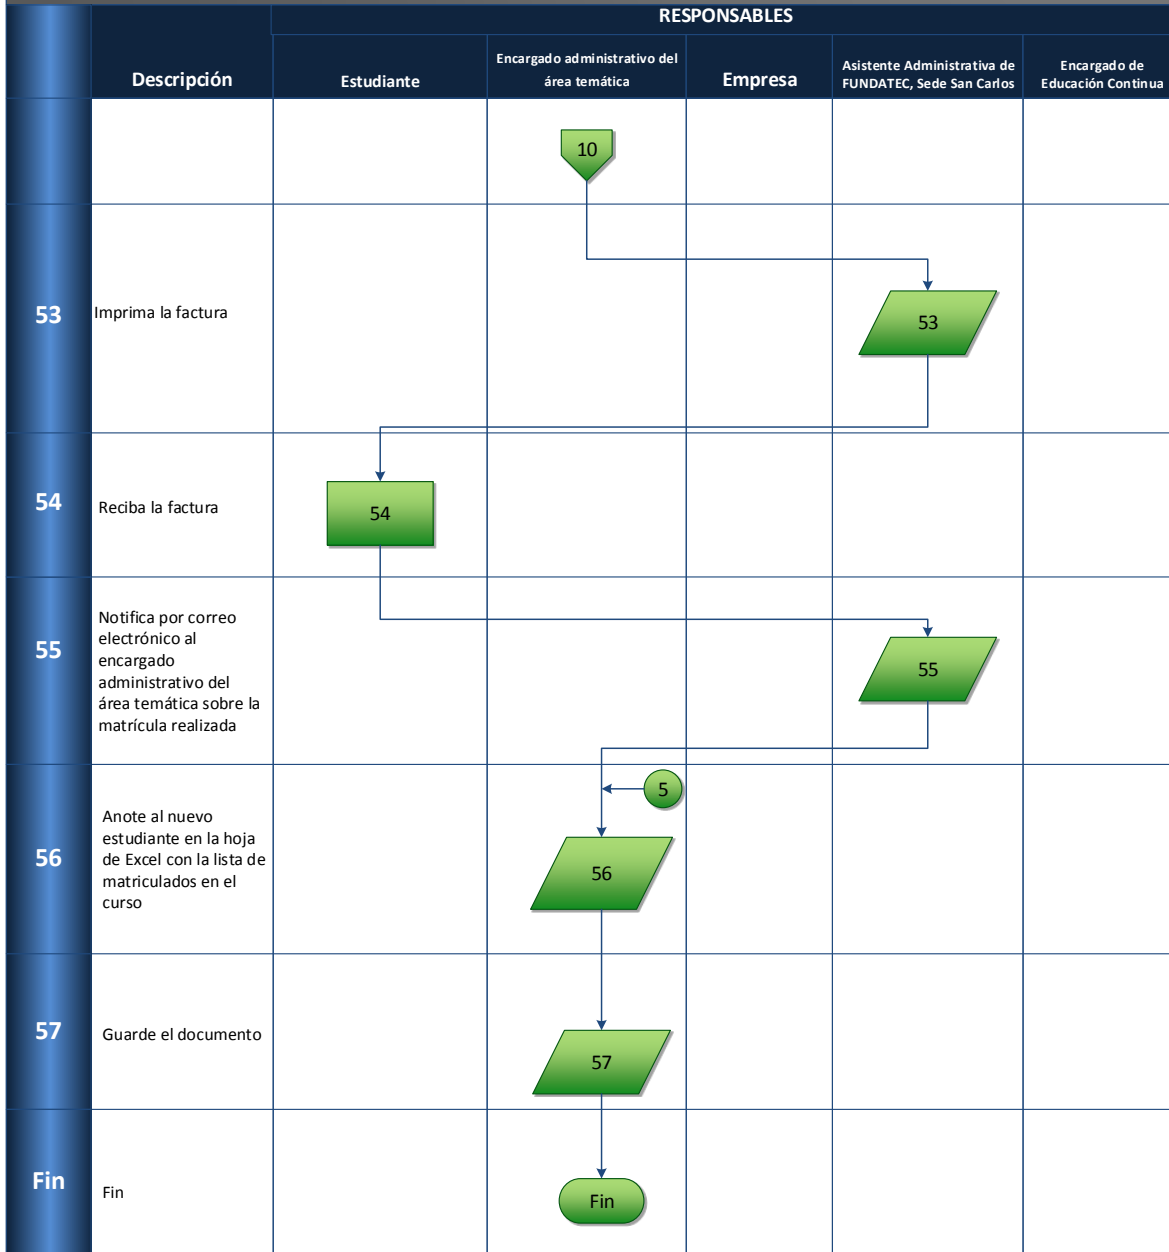 RESPONSABLES
Descripción
Estudiante
Encargado administrativo del
área temática
Empresa
Asistente Administrativa de
FUNDATEC, Sede San Carlos
Encargado de
Educación Continua
10
53
Imprima la factura
53
54
Reciba la factura
54
55
Notifica por correo
electrónico al
encargado
administrativo del
área temática sobre la
matrícula realizada
55
5
56
Anote al nuevo
estudiante en la hoja
de Excel con la lista de
matriculados en el
curso
56
57
Guarde el documento
57
Fin
Fin
Fin